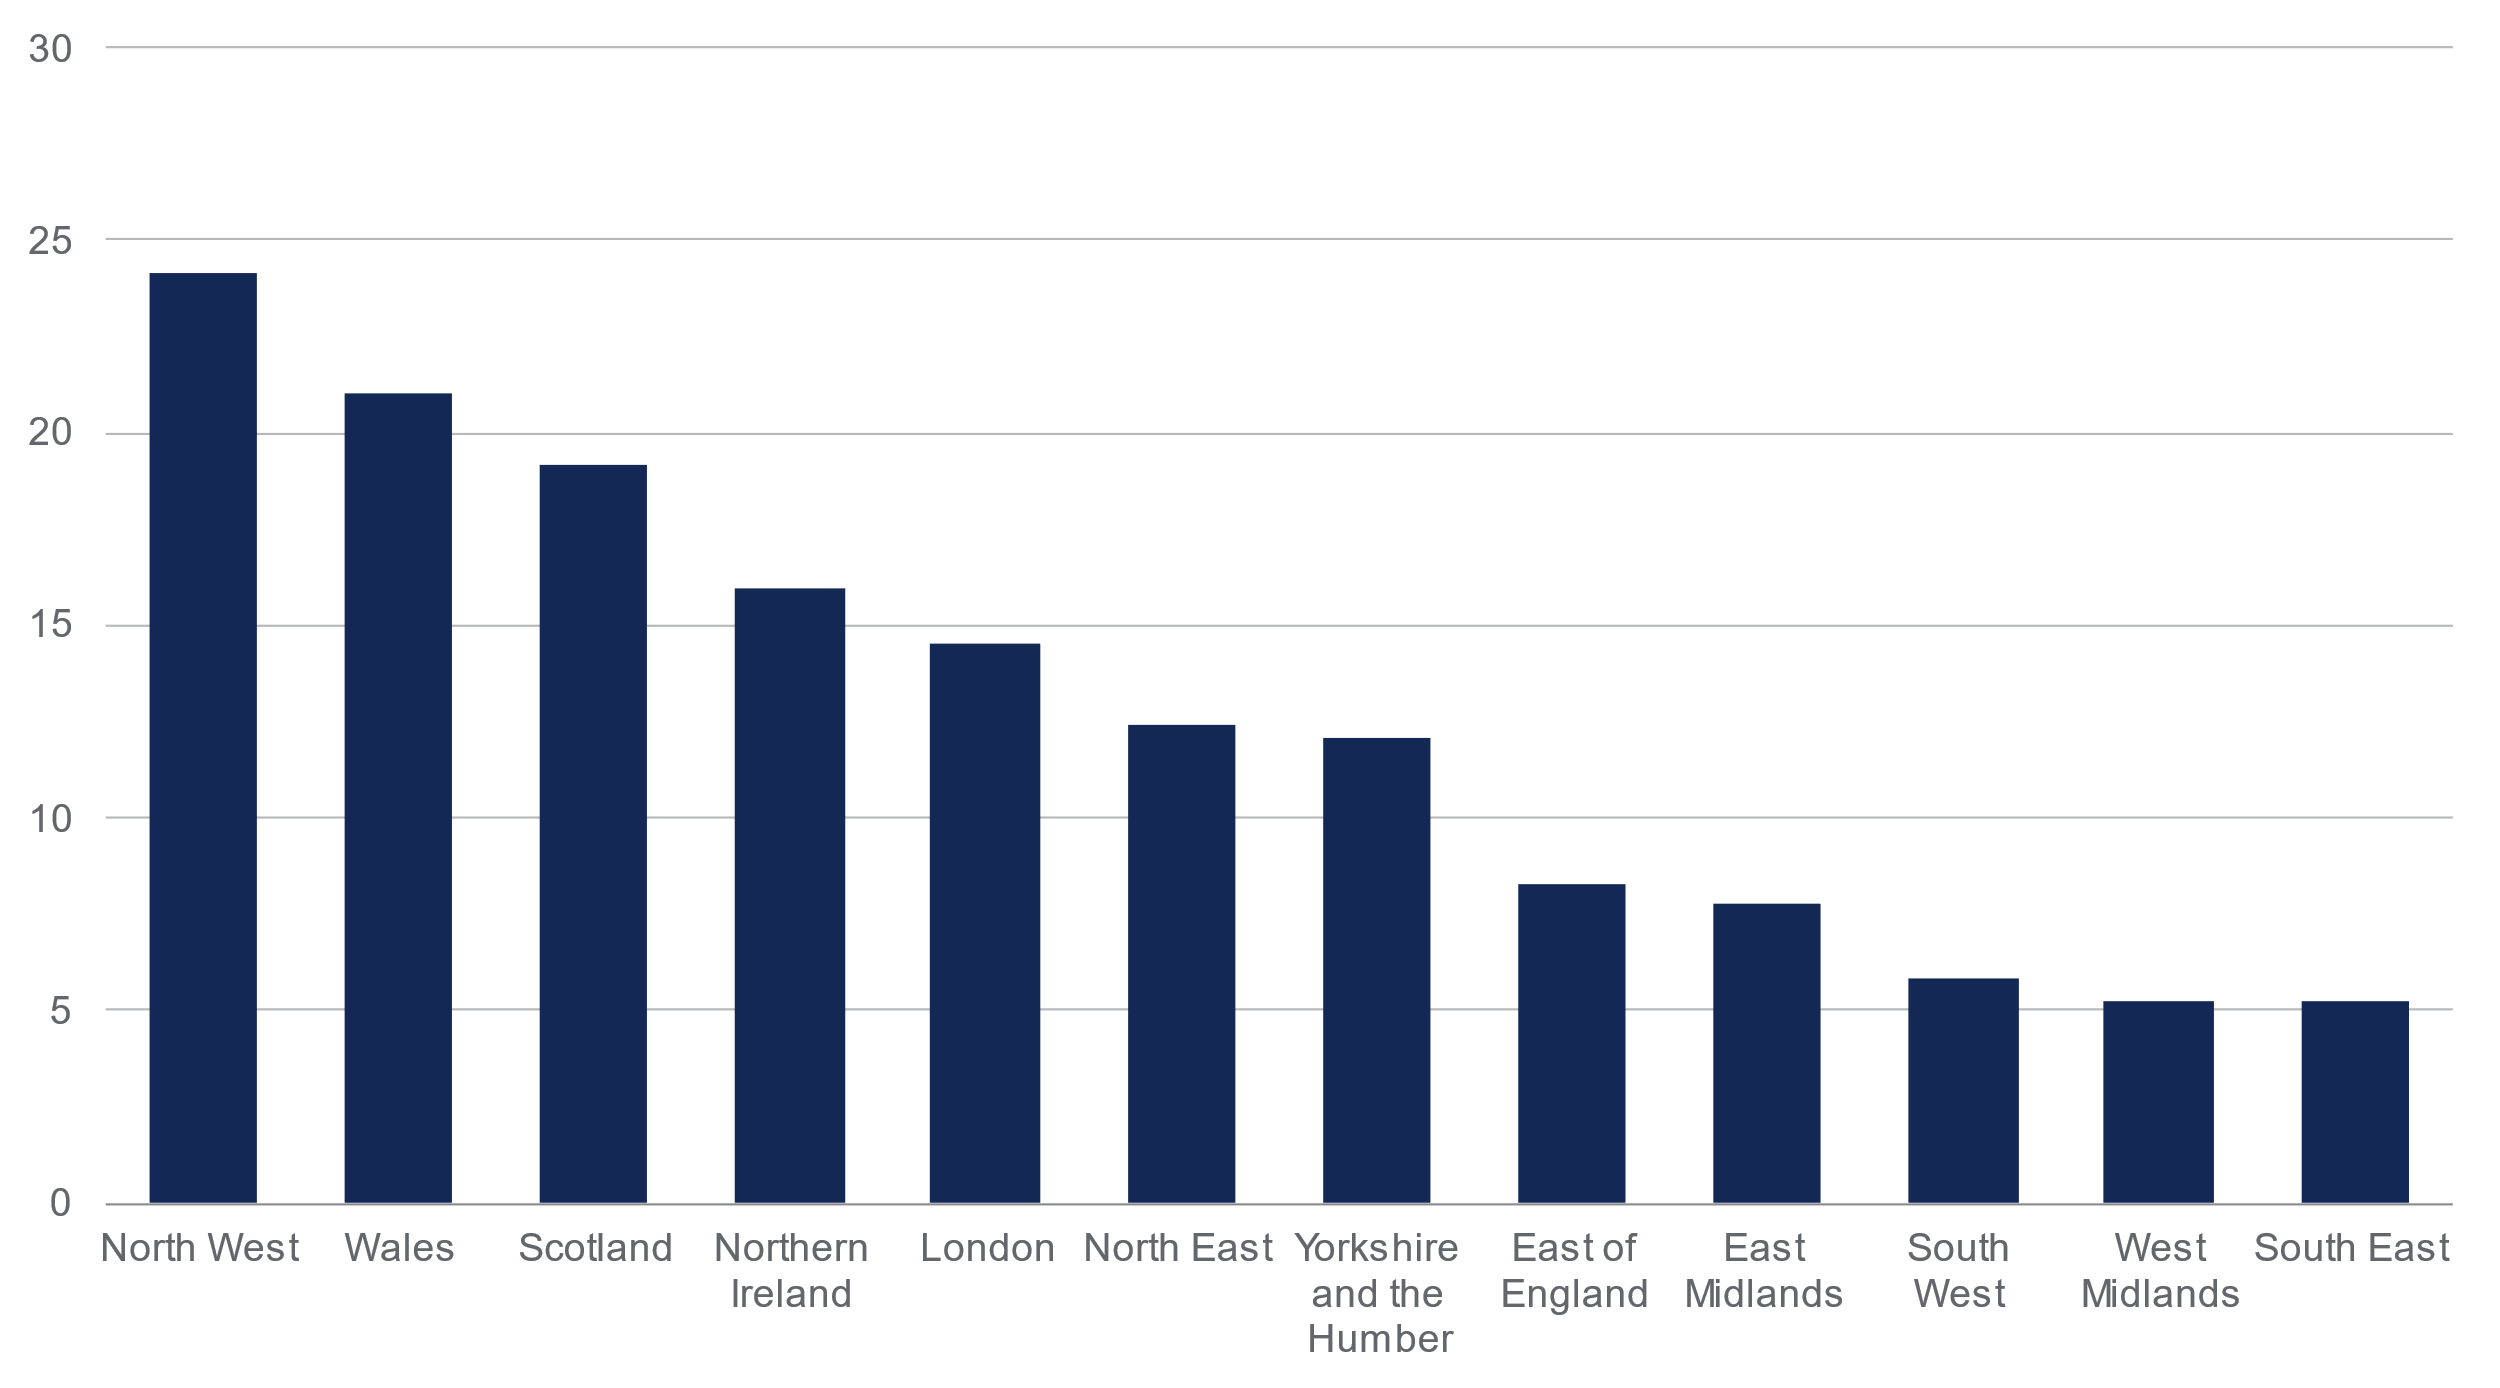 30
25
20
15
10
5
0
North West Wales Scotland Northern London North East Yorkshire East of East South West South East
Ireland and the England Midlands West Midlands
Humber